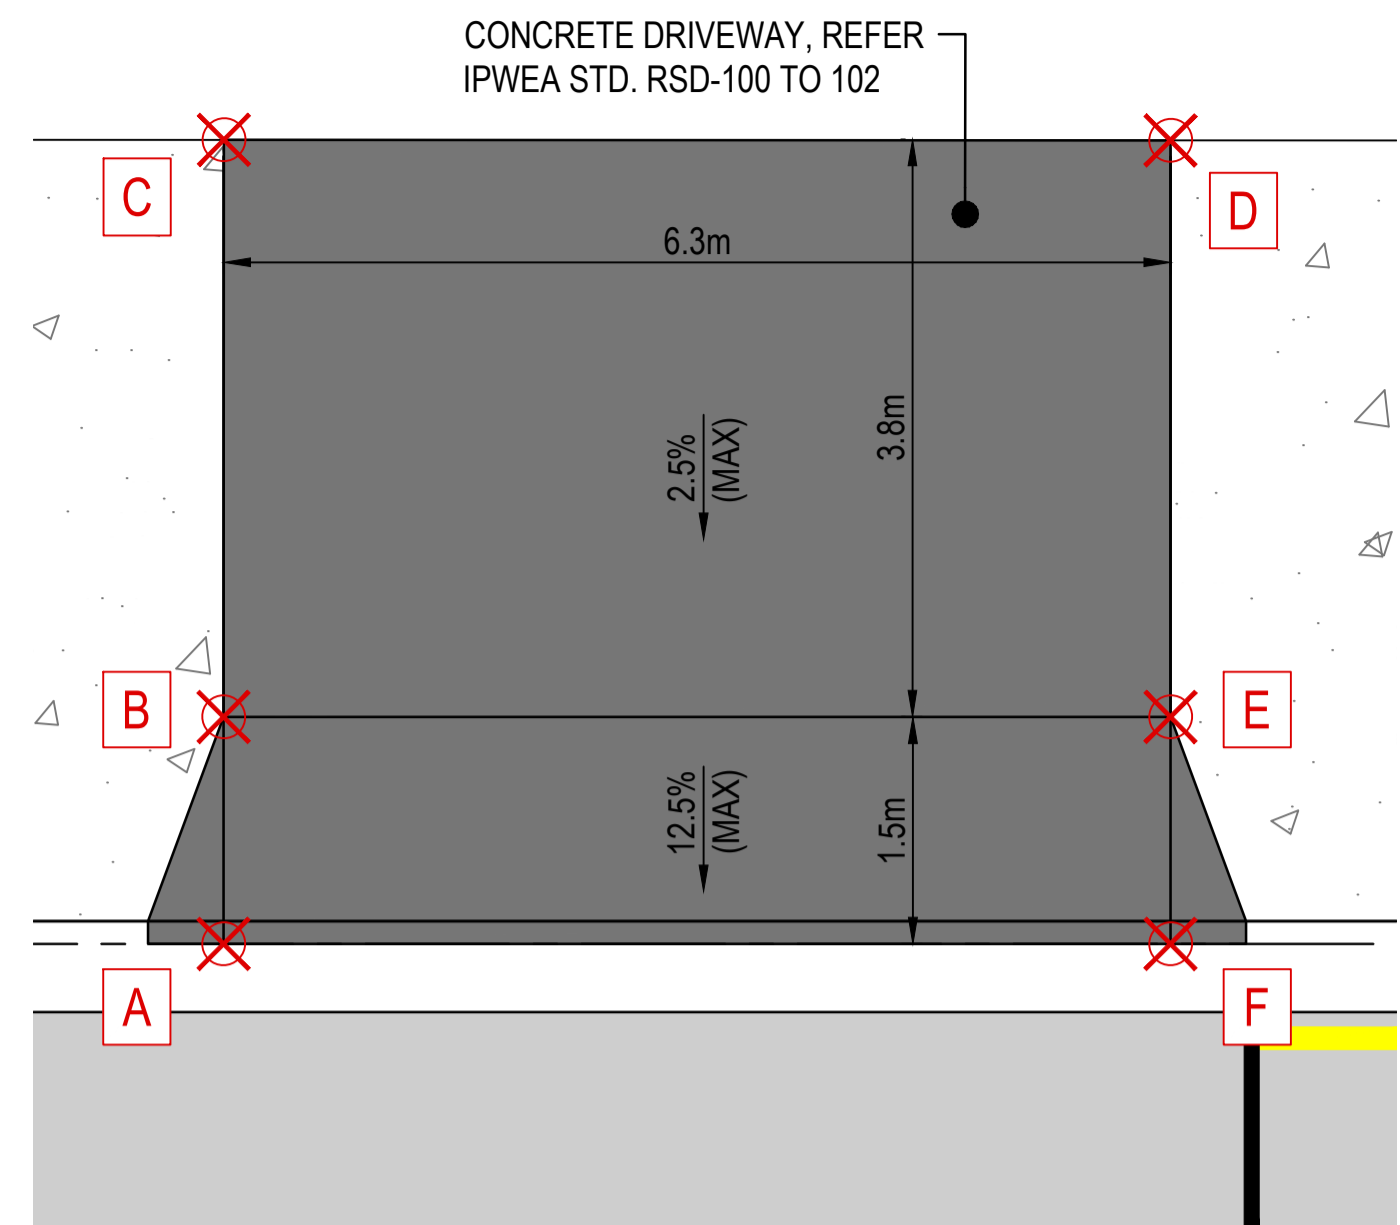 CONCRETE DRIVEWAY, REFER
IPWEA STD. RSD-100 TO 102
C
D
6.3m
3.8m
2.5%
(MAX)
B
E
12.5%
(MAX)
1.5m
A
F